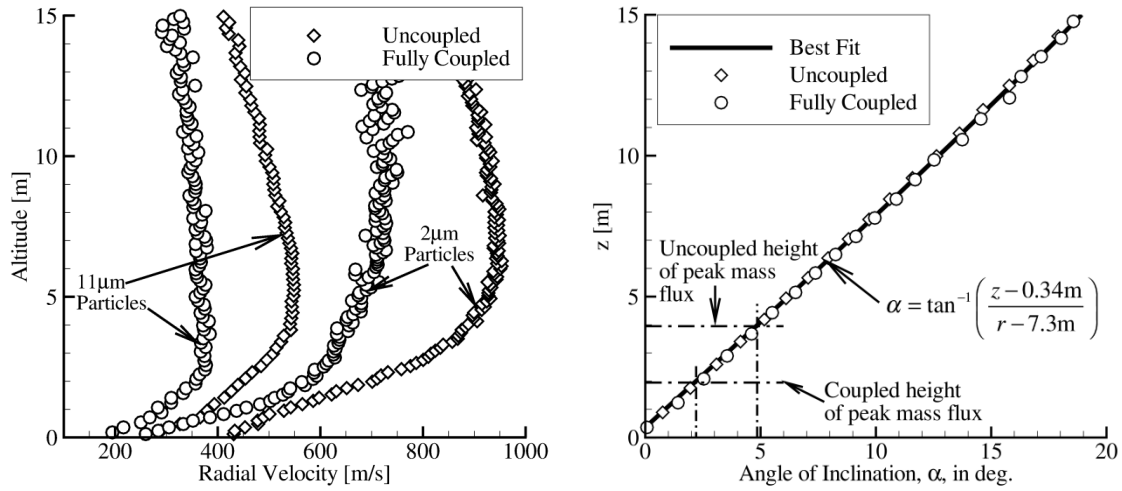 15
10
5
0
Altitude [m]
200
400
600
800
1000
Radial Velocity [m/s]
Uncoupled
Fully Coupled
11μm
Particles
2μm
Particles
15
10
5
0
z [m]
0
5
10
15
20
Angle of Inclination, α, in deg.
Best Fit
Uncoupled
Fully Coupled
Uncoupled height
of peak mass
flux
α = tan⁻¹ ( z − 0.34m / r − 7.3m )
Coupled height
of peak mass flux